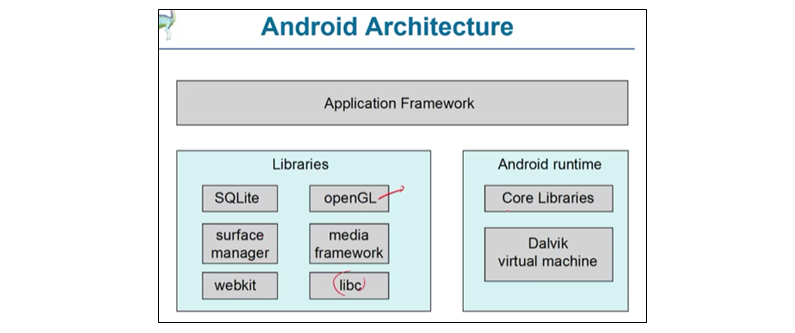 Android Architecture
Application Framework
Libraries
SQLite
openGL
surface
manager
media
framework
webkit
libc
Android runtime
Core Libraries
Dalvik
virtual machine